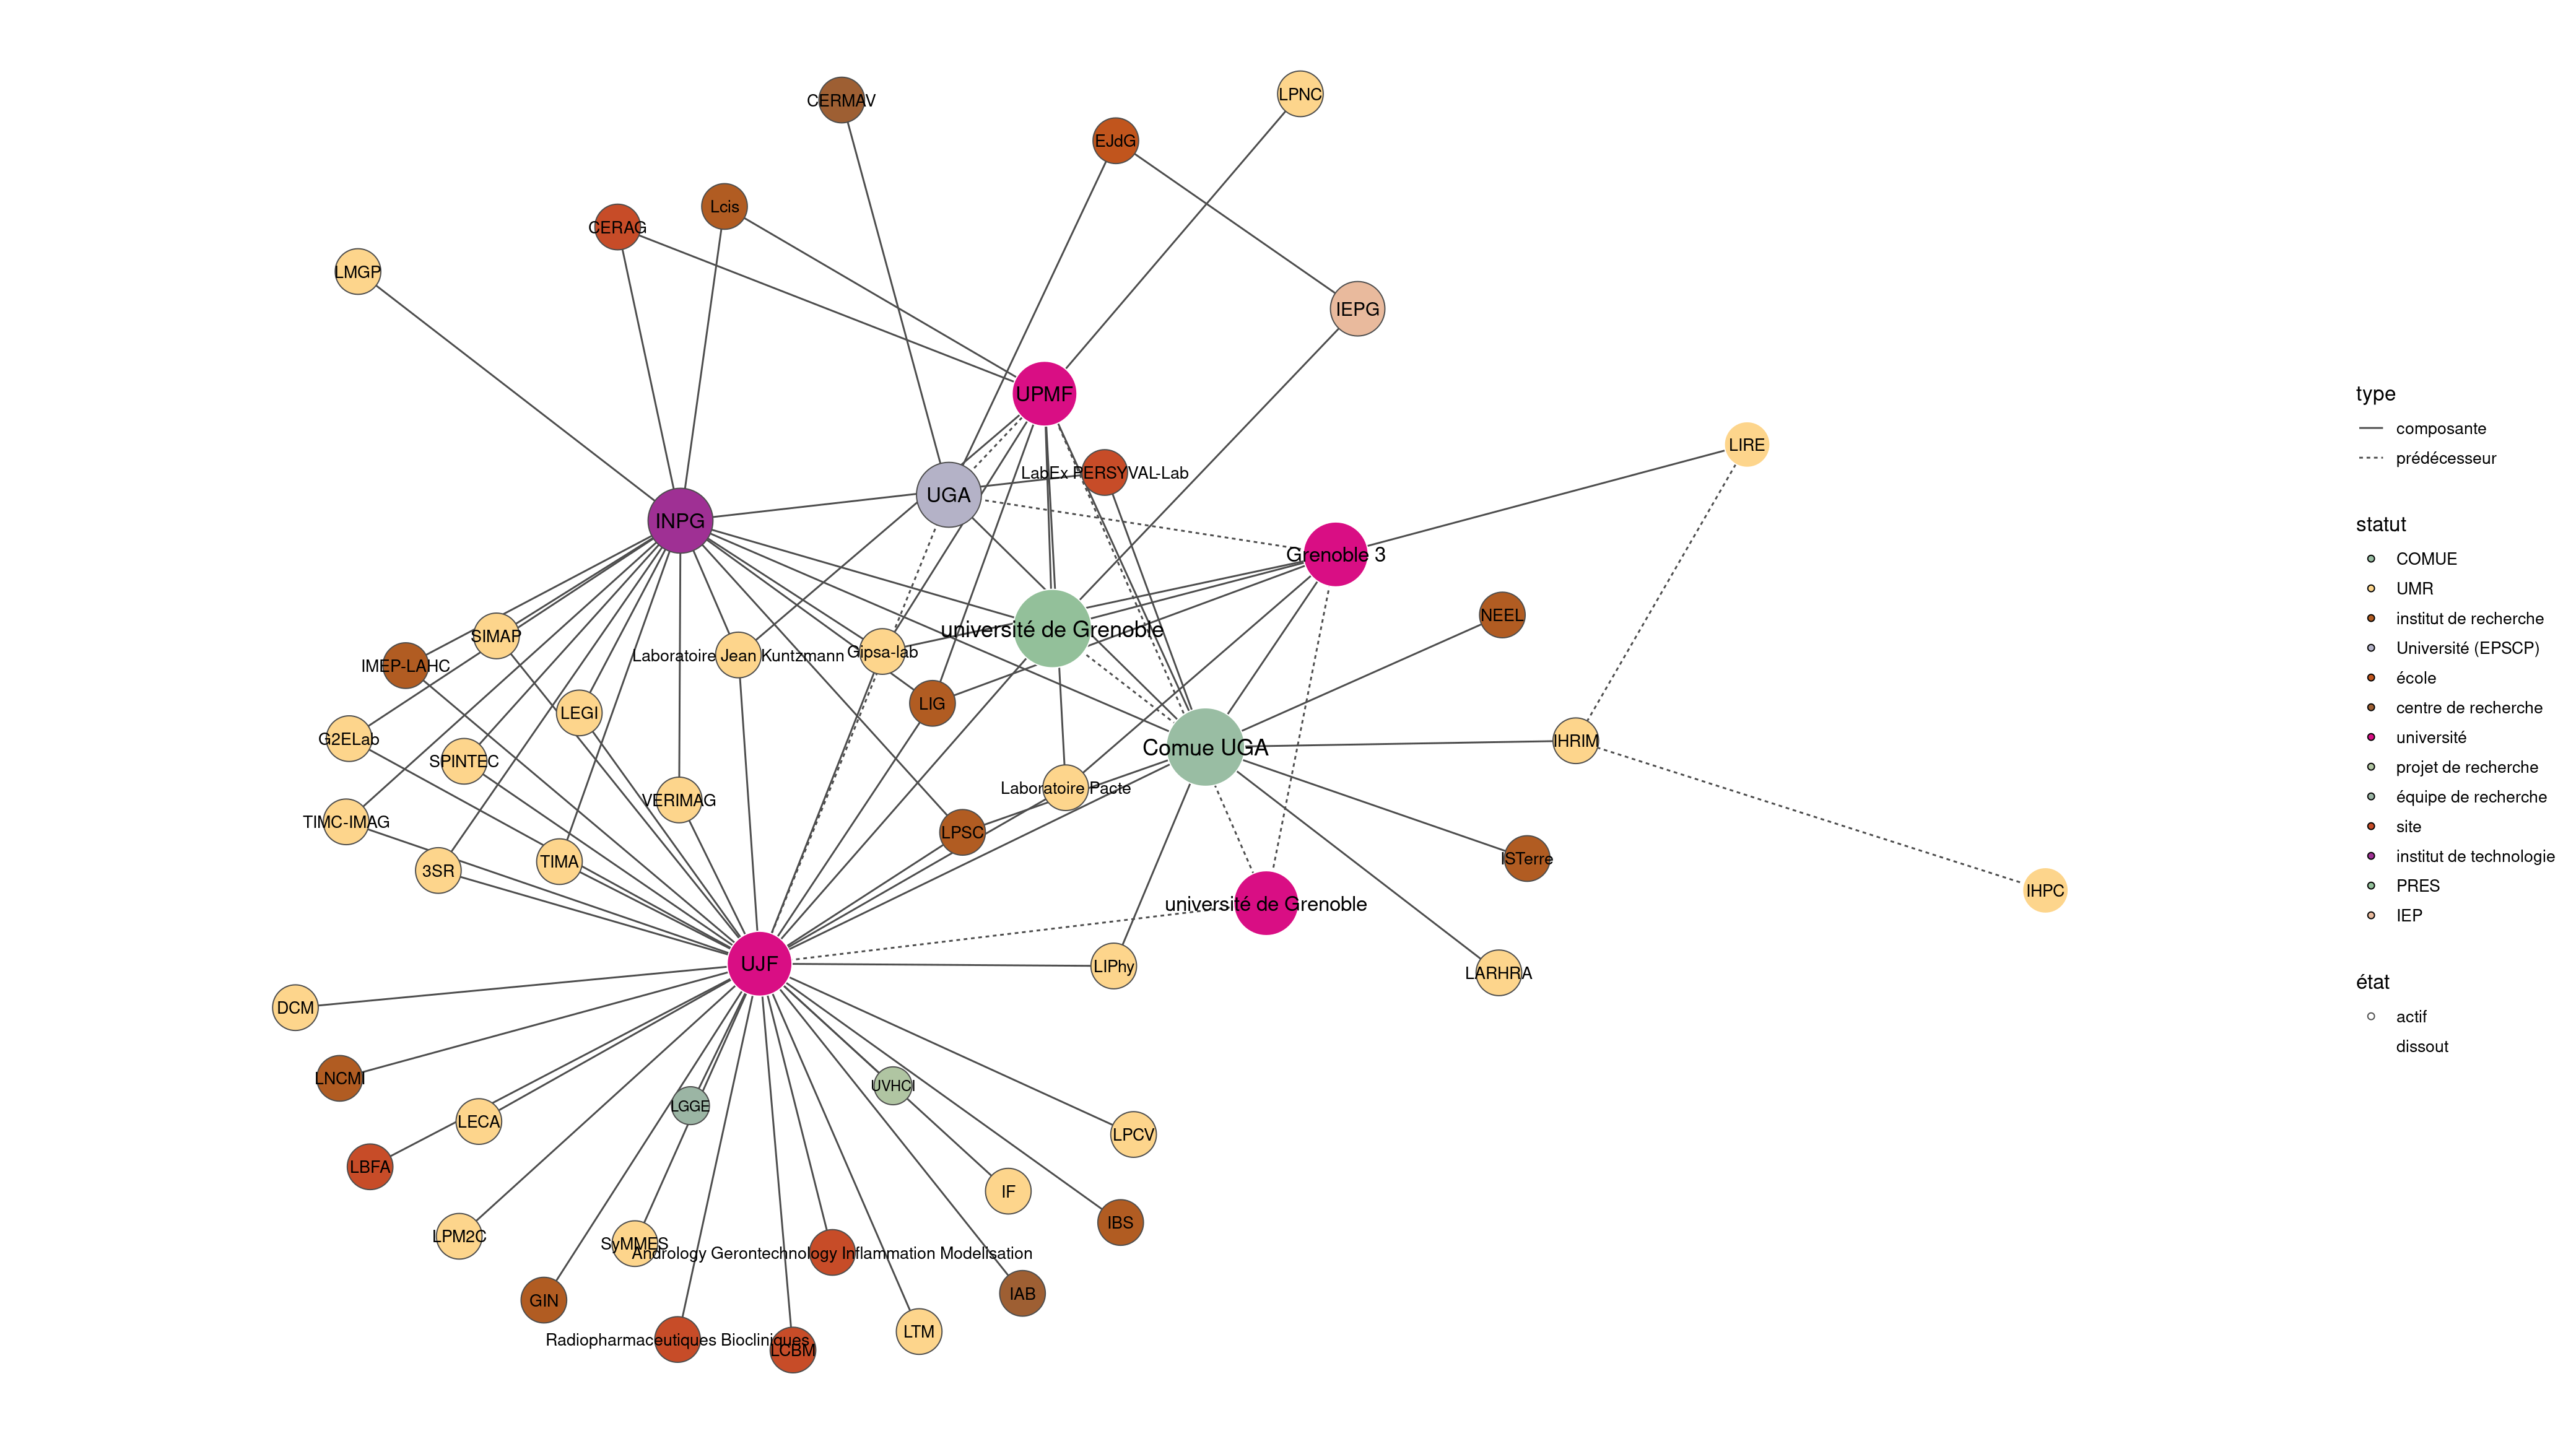 CERMAV
LPNC
EJdG
Lcis
CERAG
LMGP
IEPG
UPMF
LIRE
LabEx PERSYVAL-Lab
UGA
INPG
Grenoble 3
NEEL
université de Grenoble
SIMAP
Laboratoire Jean Kuntzmann
Gipsa-lab
IMEP-LAHC
LIG
LEGI
G2ELab
IHRIM
Comue UGA
SPINTEC
Laboratoire Pacte
VERIMAG
TIMC-IMAG
LPSC
ISTerre
TIMA
3SR
IHPC
université de Grenoble
UJF
LIPhy
LARHRA
DCM
LNCMI
UVHCI
LGGE
LECA
LPCV
LBFA
IF
IBS
LPM2C
SyMMES
Andrology Gerontechnology Inflammation Modelisation
IAB
GIN
LTM
Radiopharmaceutiques Biocliniques
LCBM
type
composante
prédécesseur
statut
COMUE
UMR
institut de recherche
Université (EPSCP)
école
centre de recherche
université
projet de recherche
équipe de recherche
site
institut de technologie
PRES
IEP
état
actif
dissout